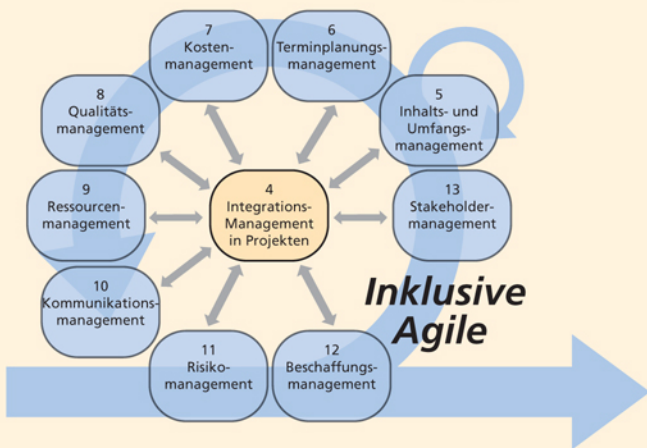 7
Kosten-
management
6
Terminplanungs-
management
8
Qualitäts-
management
5
Inhalts- und
Umfangs-
management
4
Integrations-
Management
in Projekten
9
Ressourcen-
management
13
Stakeholder-
management
10
Kommunikations-
management
Inklusive
Agile
11
Risiko-
management
12
Beschaffungs-
management